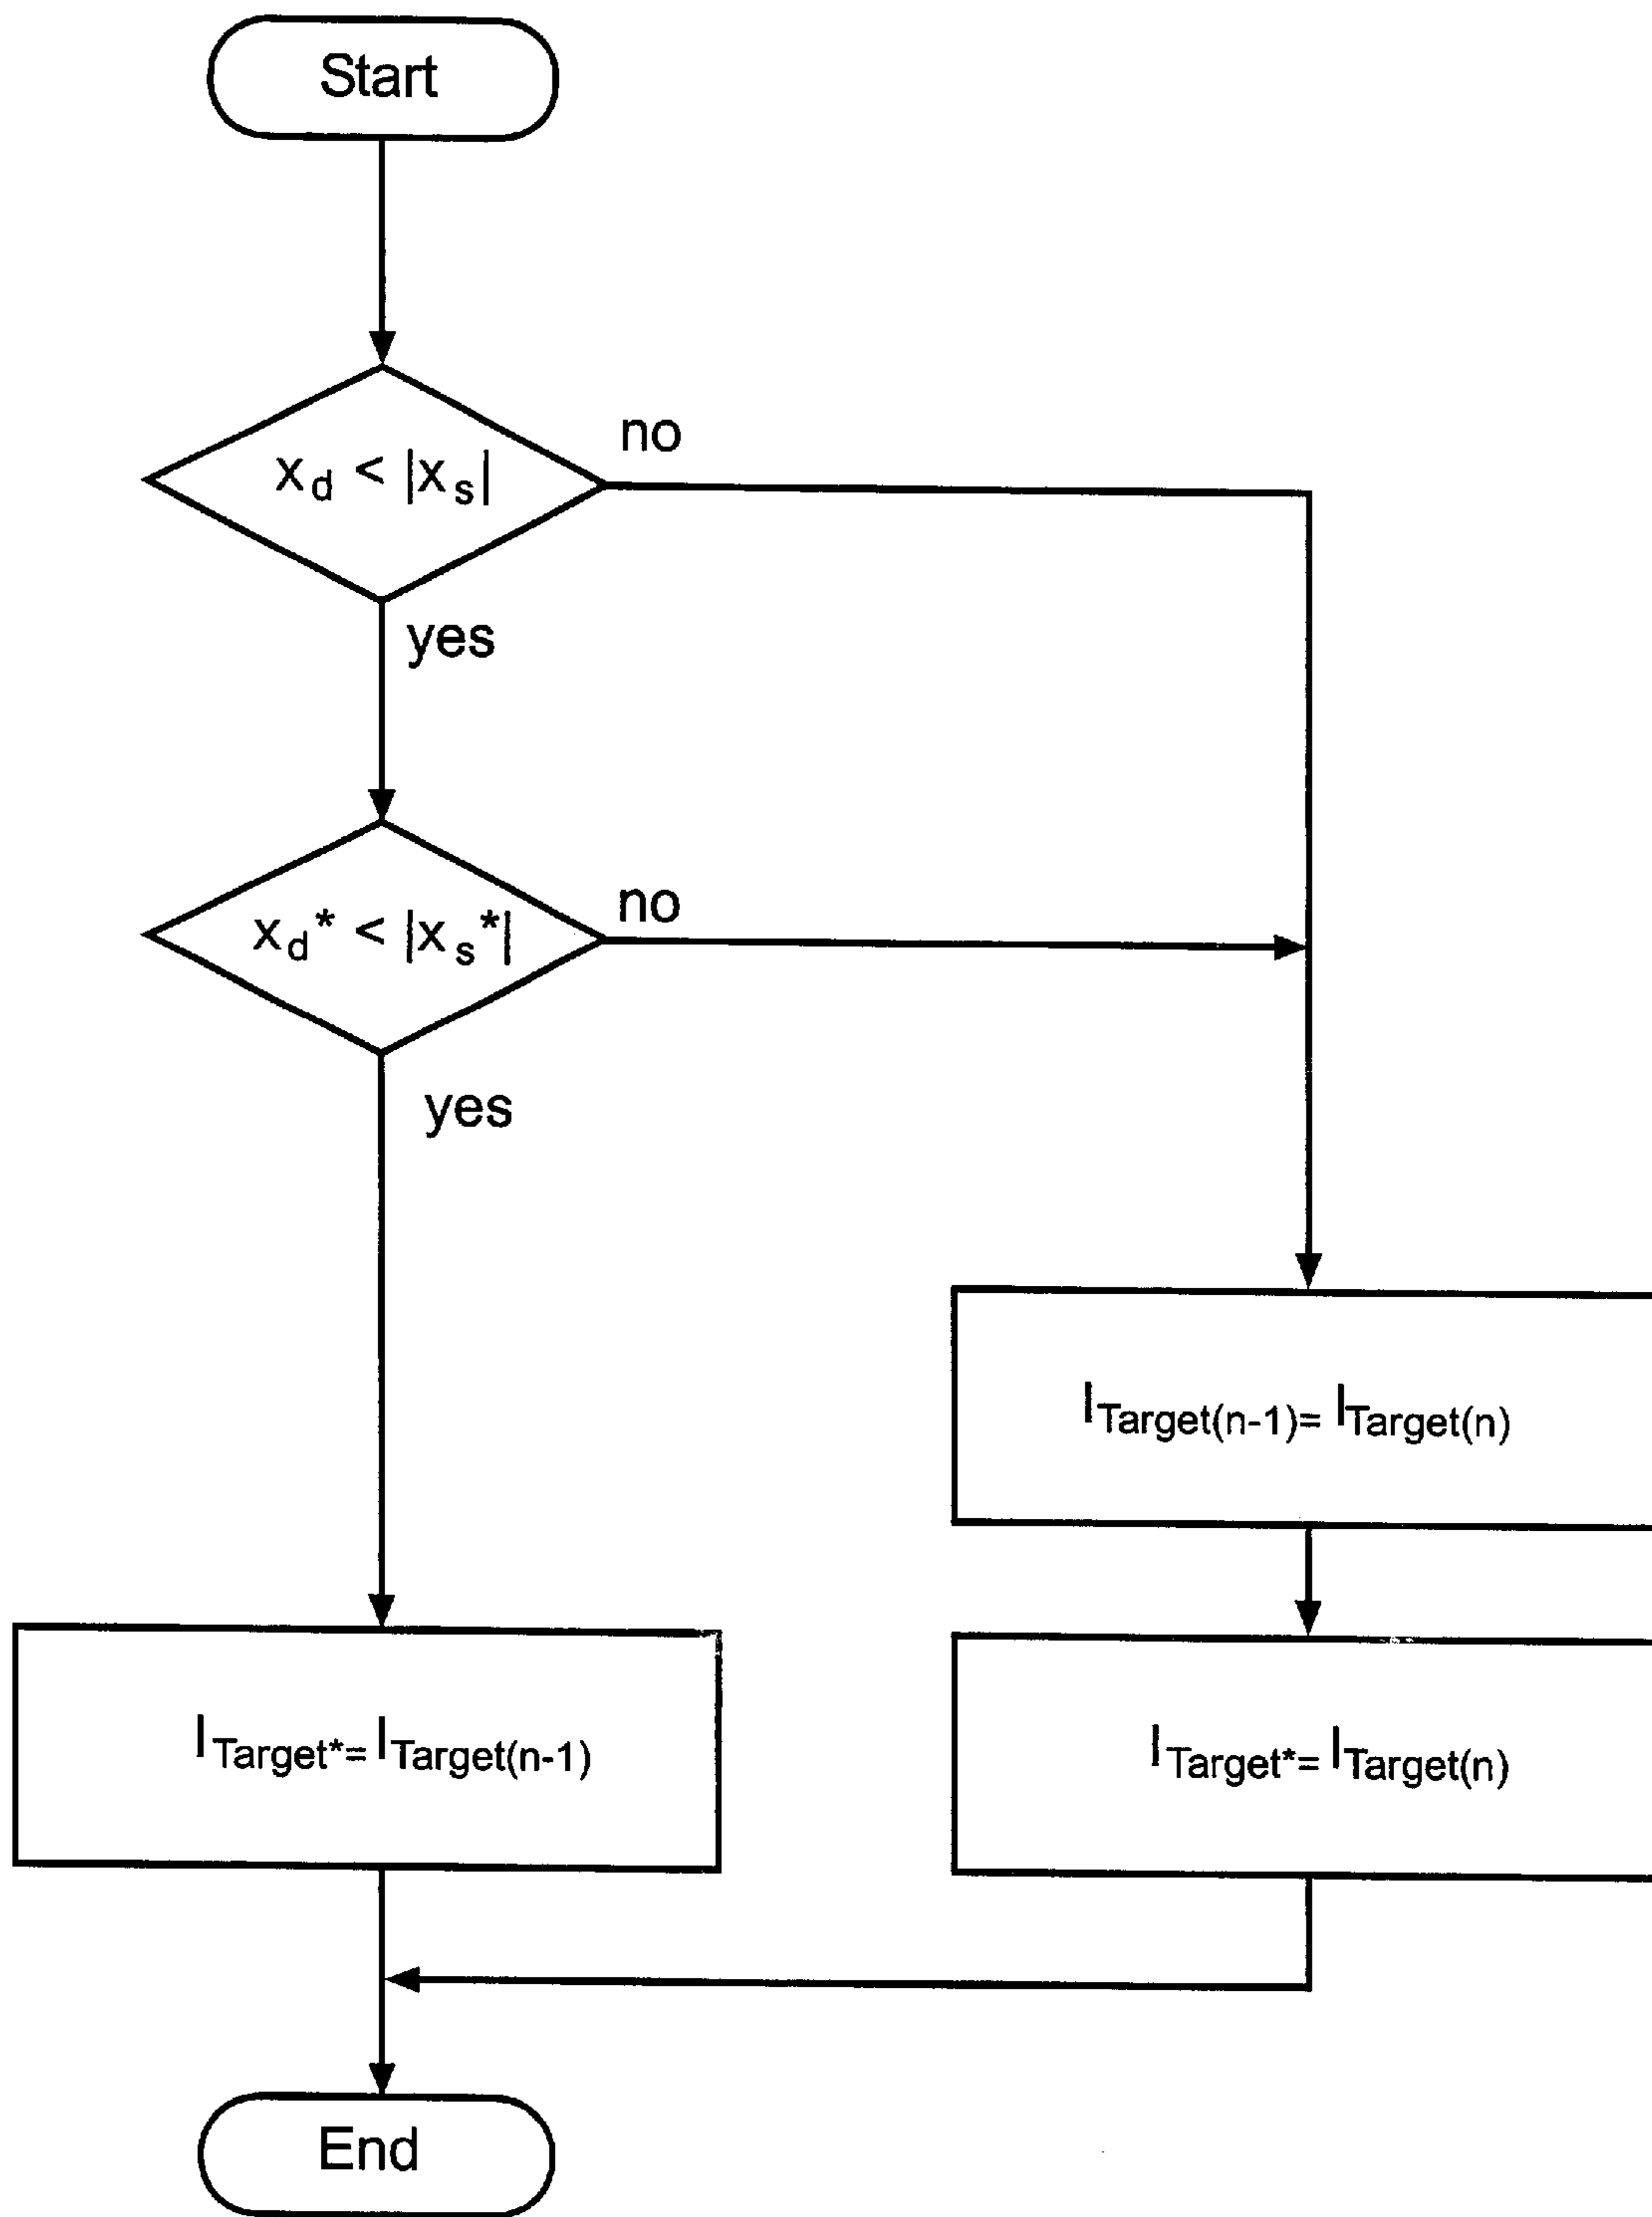 Start
x_d < |x_s|
no
yes
x_d* < |x_s*|
no
yes
I_Target(n-1)= I_Target(n)
I_Target*= I_Target(n-1)
I_Target*= I_Target(n)
End